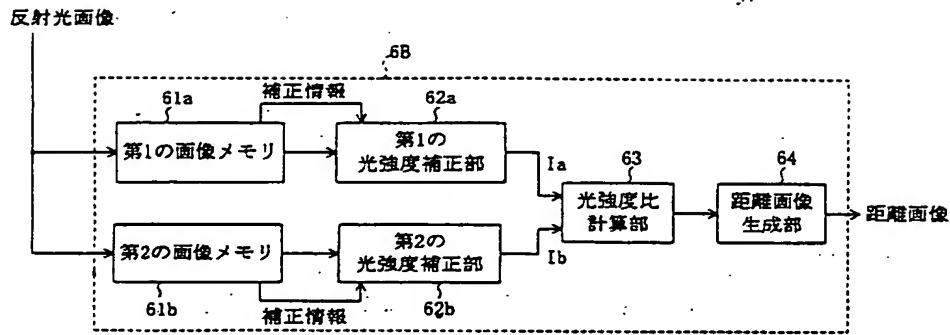 反射光画像
6B
補正情報
61a
62a
第1の画像メモリ
第1の
光強度補正部
Ia
63
64
光強度比
計算部
距離画像
生成部
距離画像
第2の画像メモリ
第2の
光強度補正部
Ib
61b
補正情報
62b